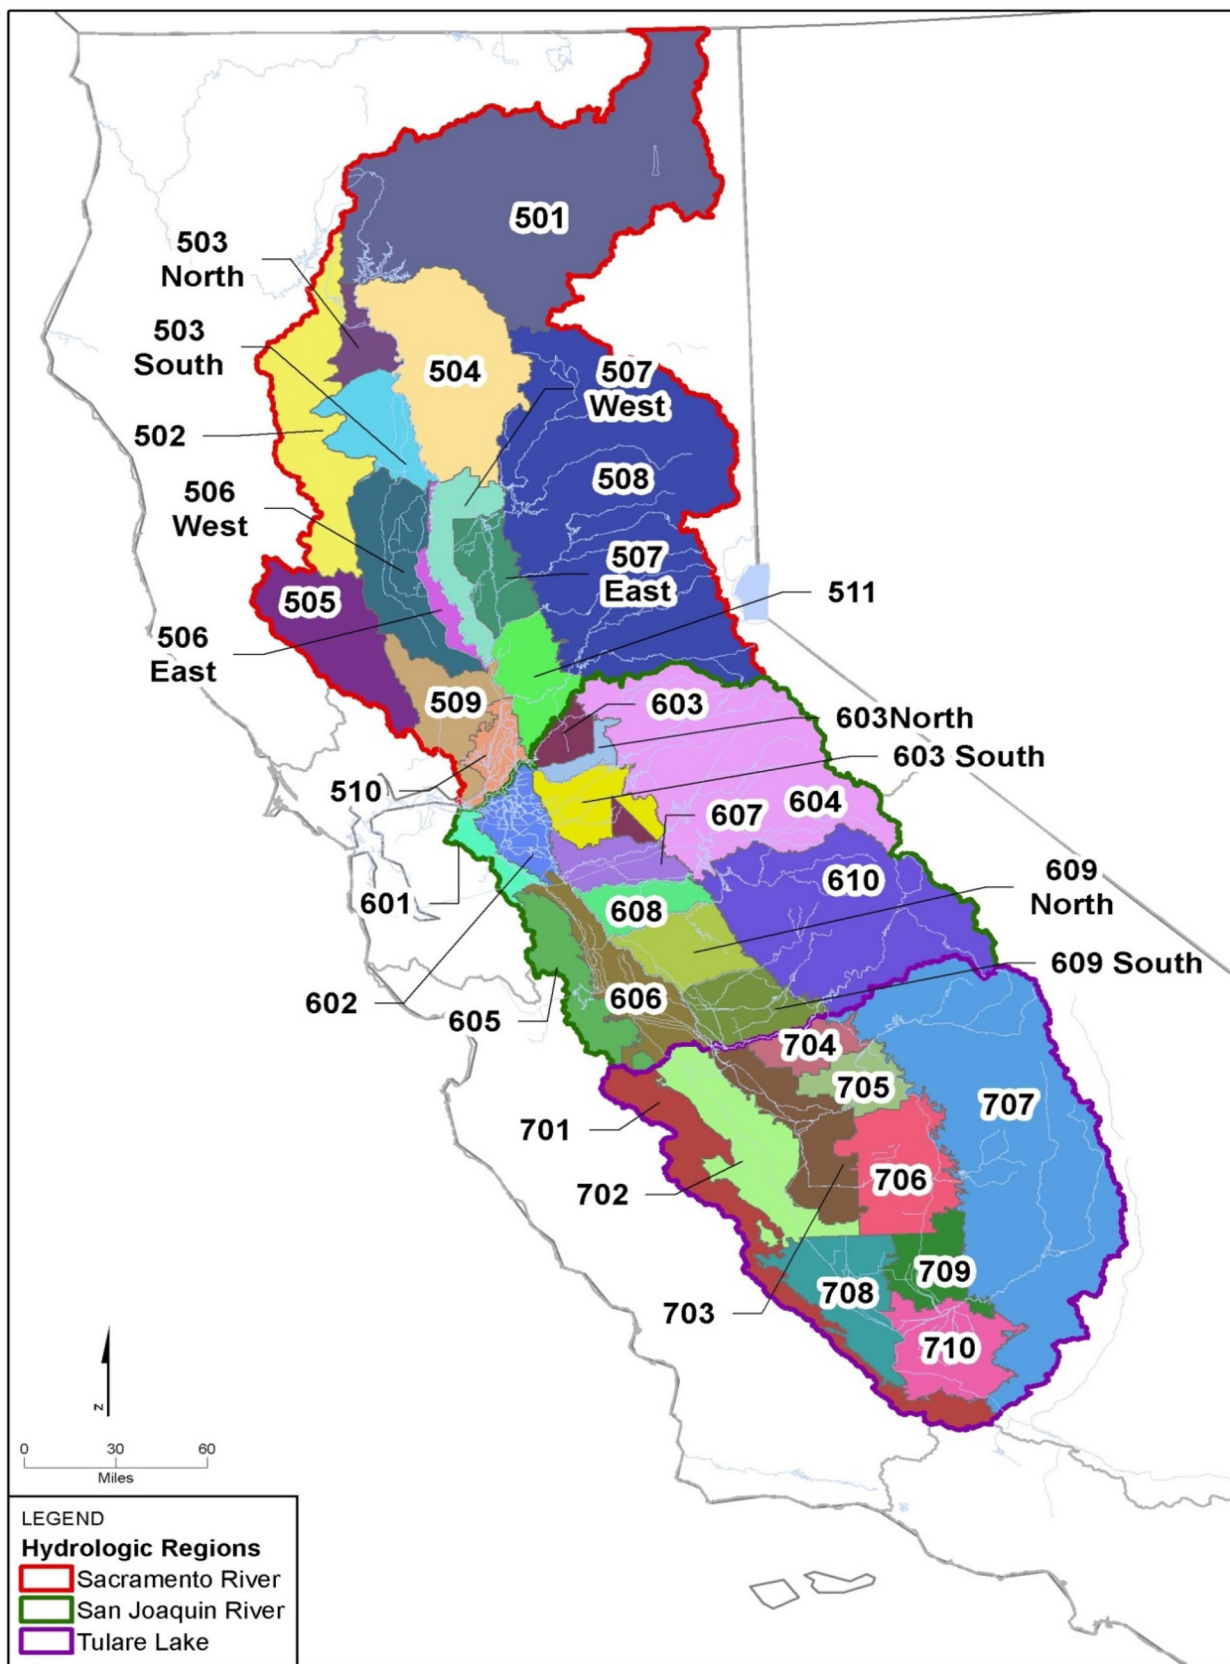 501
503
North
503
South
504
507
West
502
508
506
West
507
East
511
505
506
East
509
603
603North
603 South
510
604
607
610
601
609
North
608
609 South
602
606
605
704
705
707
701
706
702
709
708
703
710
N
0 30 60
Miles
LEGEND
Hydrologic Regions
Sacramento River
San Joaquin River
Tulare Lake